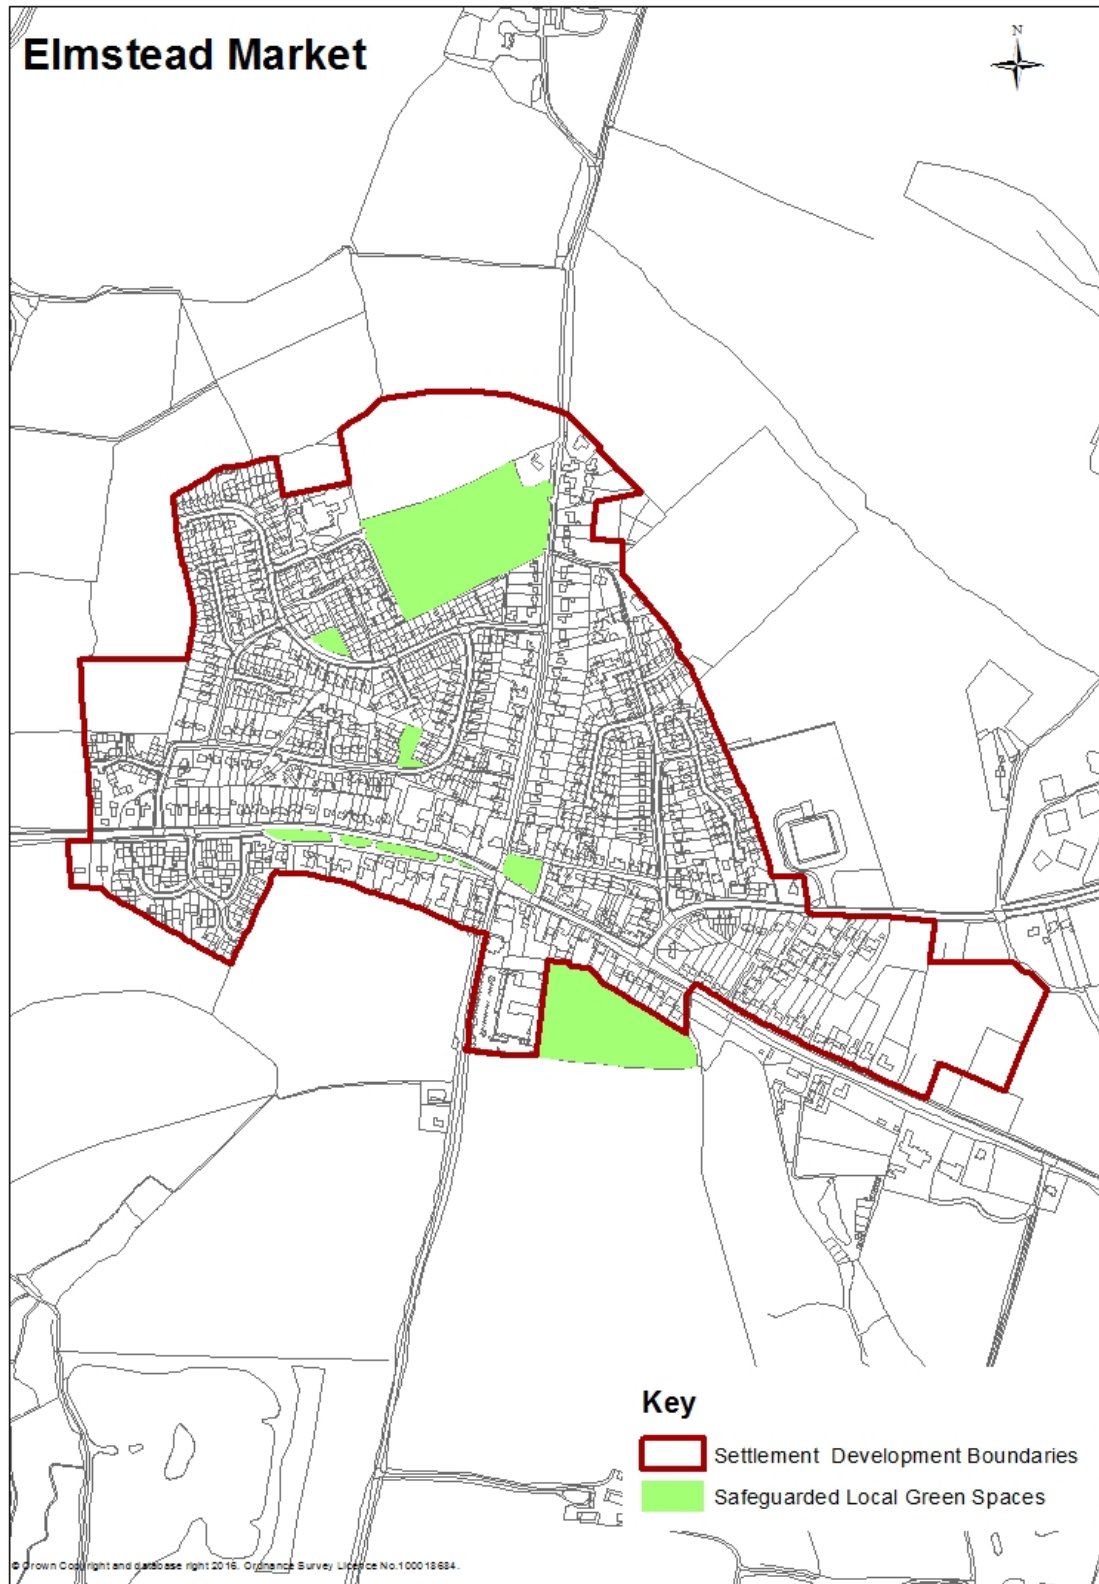 Elmstead Market
N
Key
Settlement Development Boundaries
Safeguarded Local Green Spaces
© Crown Copyright and database right 2016. Ordnance Survey Licence No.100018684.